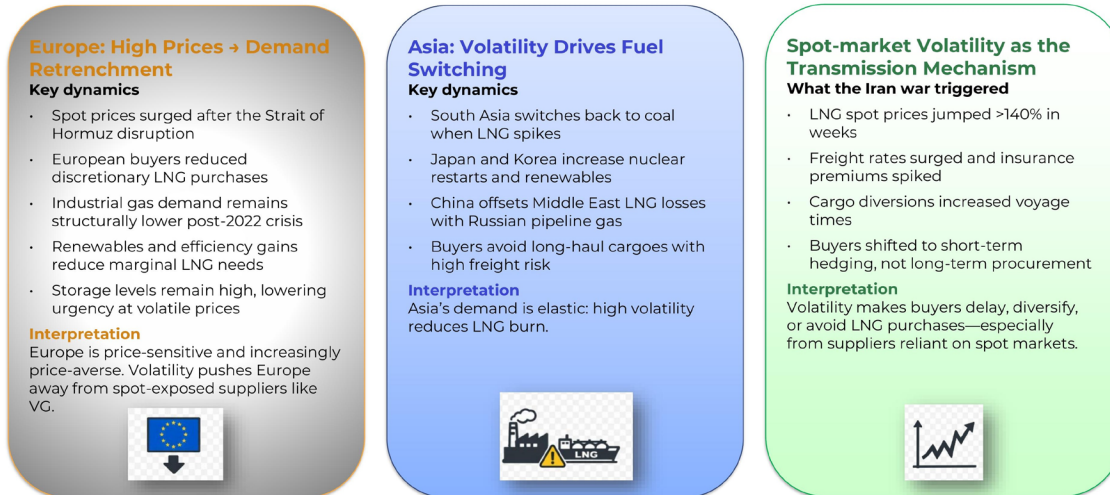 Europe: High Prices → Demand
Retrenchment
Key dynamics
• Spot prices surged after the Strait of
Hormuz disruption
• European buyers reduced
discretionary LNG purchases
• Industrial gas demand remains
structurally lower post-2022 crisis
• Renewables and efficiency gains
reduce marginal LNG needs
• Storage levels remain high, lowering
urgency at volatile prices
Interpretation
Europe is price-sensitive and increasingly
price-averse. Volatility pushes Europe
away from spot-exposed suppliers like
VG.
Asia: Volatility Drives Fuel
Switching
Key dynamics
• South Asia switches back to coal
when LNG spikes
• Japan and Korea increase nuclear
restarts and renewables
• China offsets Middle East LNG losses
with Russian pipeline gas
• Buyers avoid long-haul cargoes with
high freight risk
Interpretation
Asia’s demand is elastic: high volatility
reduces LNG burn.
LNG
Spot-market Volatility as the
Transmission Mechanism
What the Iran war triggered
• LNG spot prices jumped >140% in
weeks
• Freight rates surged and insurance
premiums spiked
• Cargo diversions increased voyage
times
• Buyers shifted to short-term
hedging, not long-term procurement
Interpretation
Volatility makes buyers delay, diversify,
or avoid LNG purchases—especially
from suppliers reliant on spot markets.